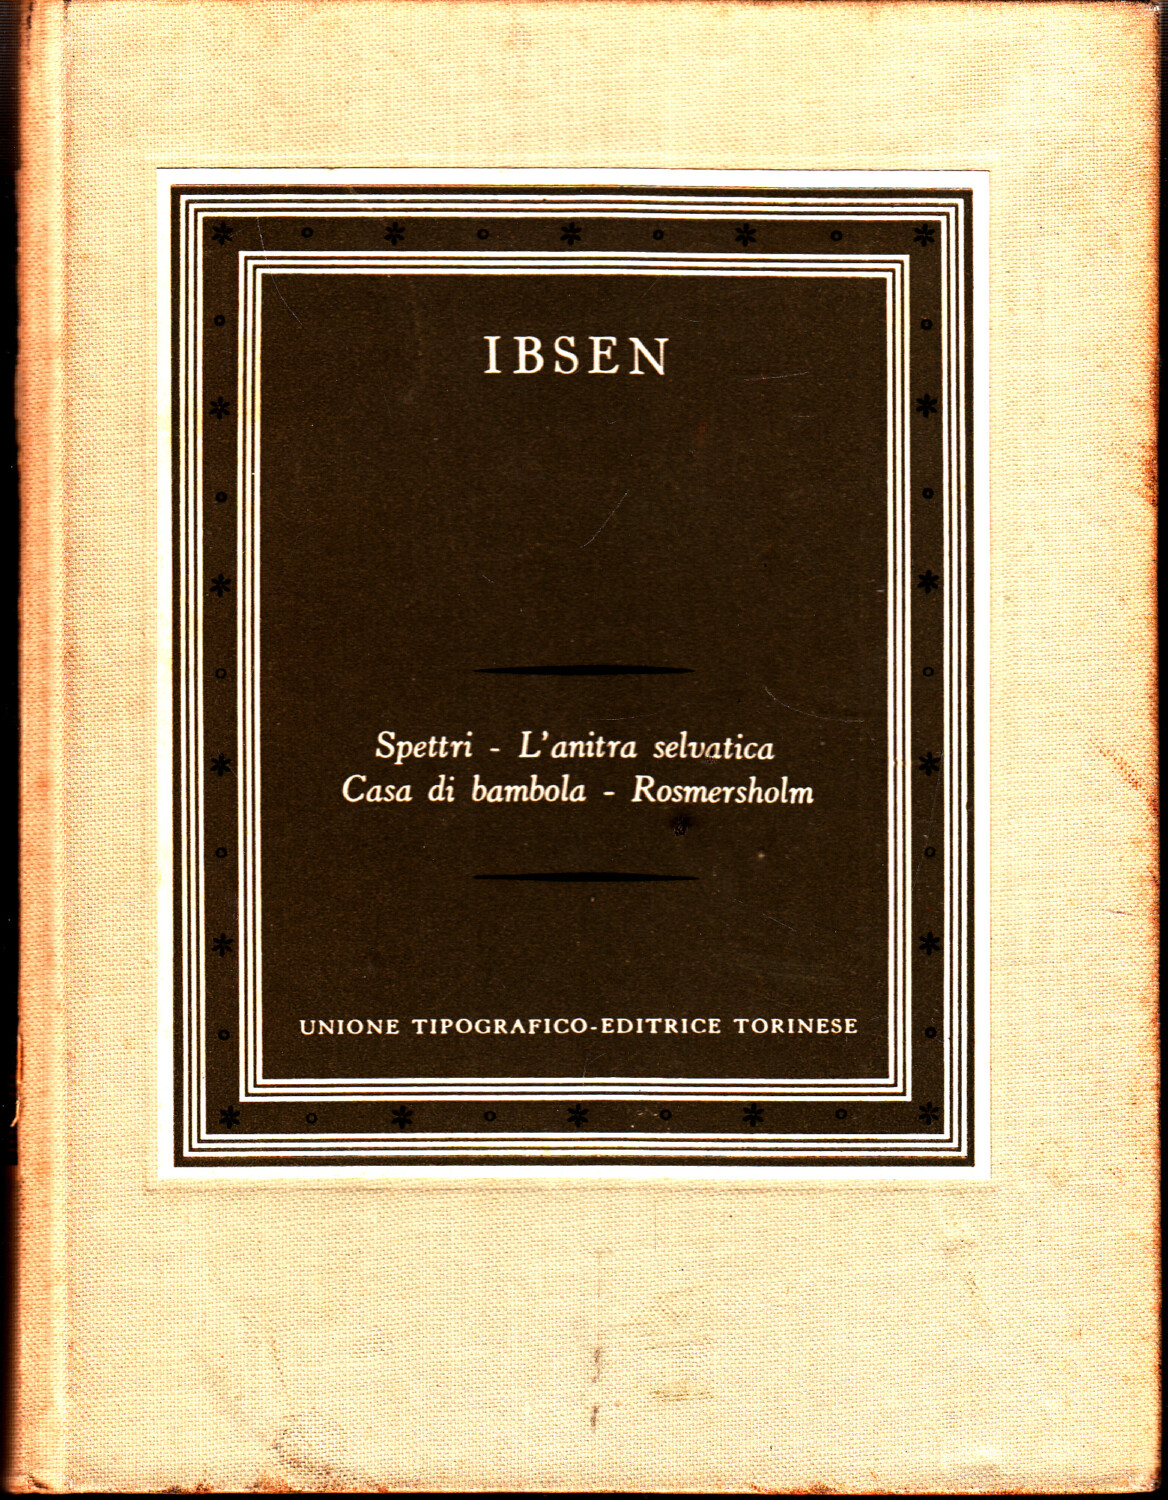 IBSEN
Spettri - L'anitra selvatica
Casa di bambola - Rosmersholm
UNIONE TIPOGRAFICO-EDITRICE TORINESE